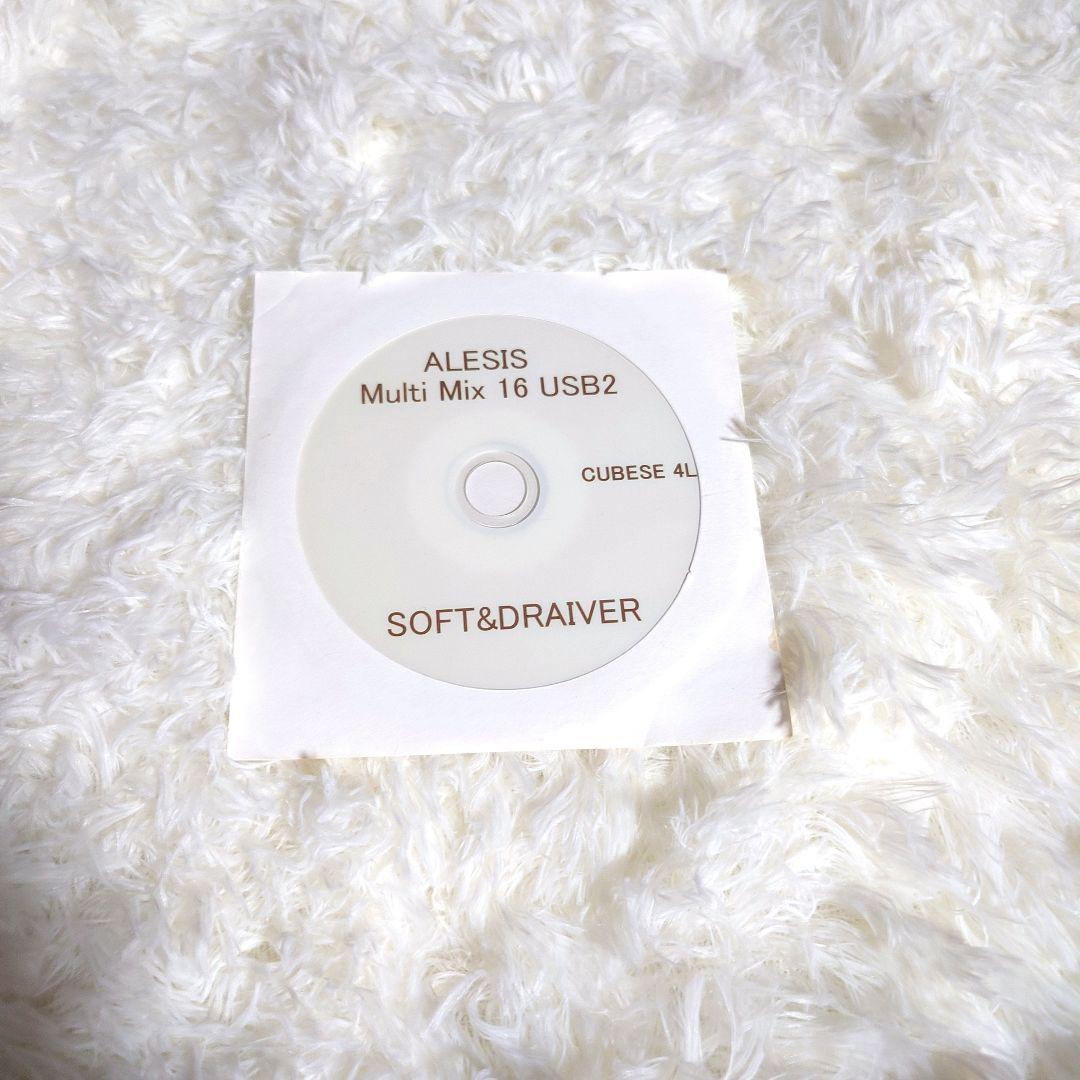 ALESIS
Multi Mix 16 USB2
CUBESE 4L
SOFT&DRAIVER